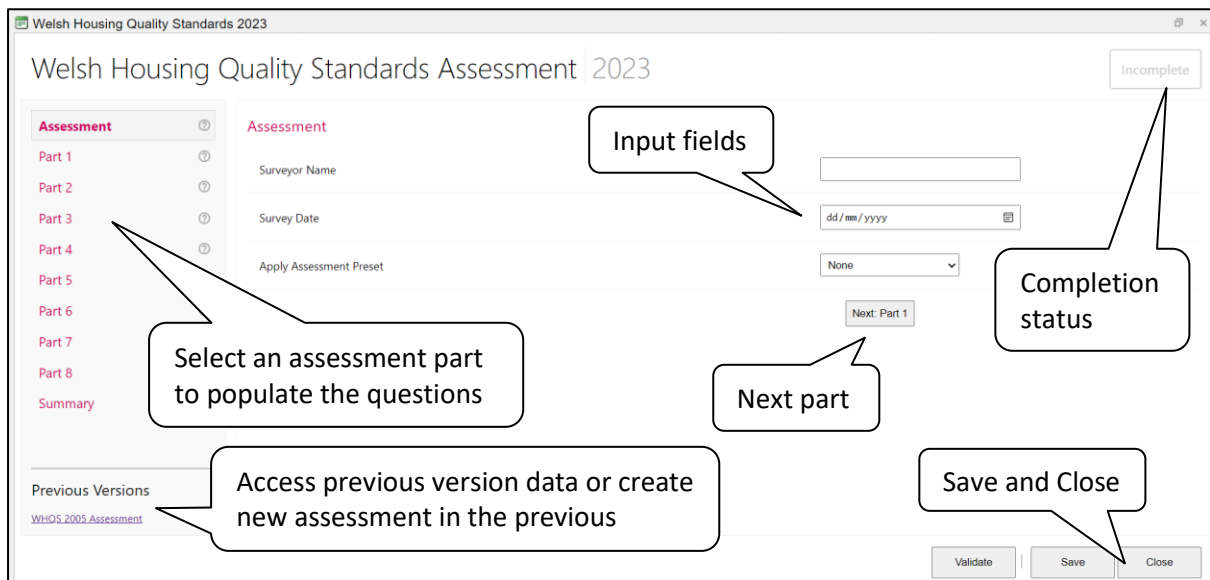 Welsh Housing Quality Standards 2023
Welsh Housing Quality Standards Assessment 2023
Incomplete
Assessment
Part 1
Part 2
Part 3
Part 4
Part 5
Part 6
Part 7
Part 8
Summary
Assessment
Surveyor Name
Survey Date
dd/mm/yyyy
Apply Assessment Preset
None
Next: Part 1
Input fields
Completion
status
Select an assessment part
to populate the questions
Next part
Previous Versions
WHQS 2005 Assessment
Access previous version data or create
new assessment in the previous
Save and Close
Validate
Save
Close